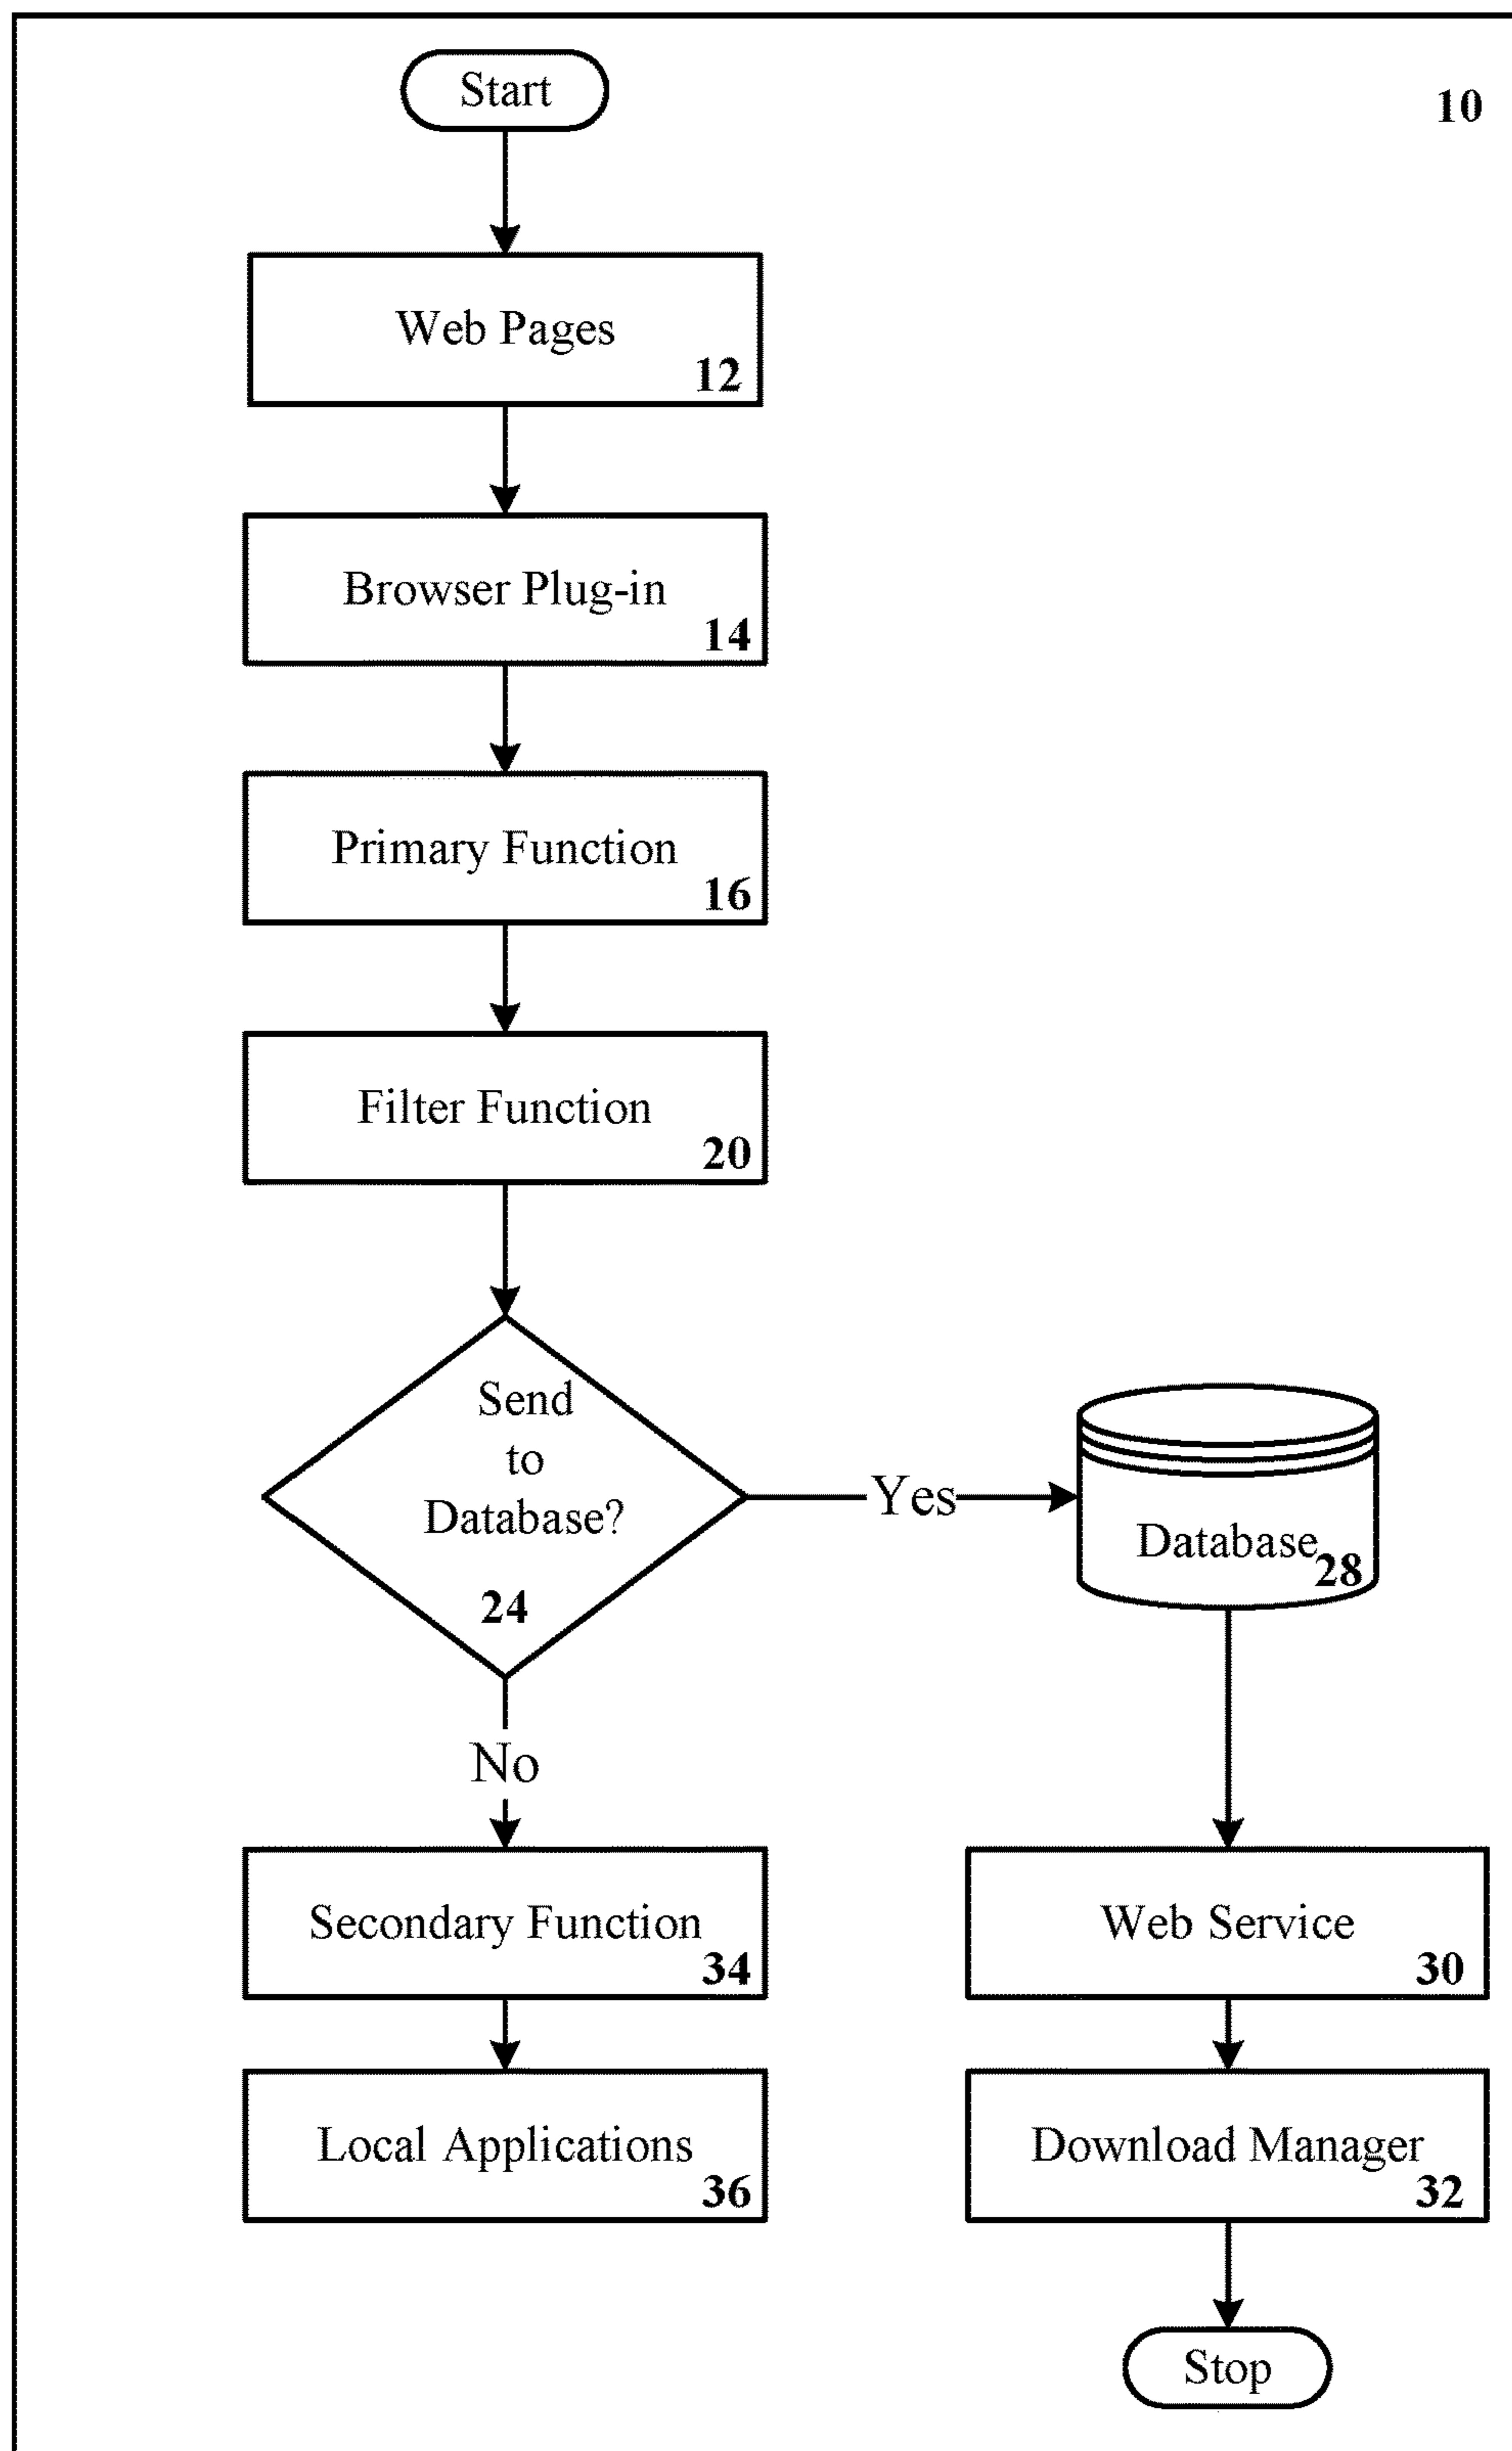 Start
10
Web Pages
12
Browser Plug-in
14
Primary Function
16
Filter Function
20
Send
to
Database?
24
Yes
Database
28
No
Secondary Function
34
Web Service
30
Local Applications
36
Download Manager
32
Stop